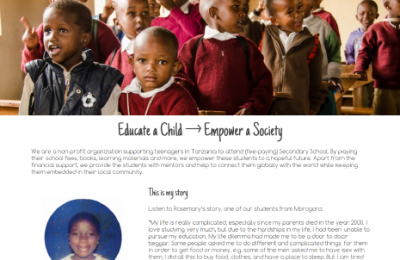 Educate a Child → Empower a Society
We are a non-profit organization supporting teenagers in Tanzania to attend (fee-paying) Secondary School. By paying
their school fees, books, learning materials and more, we empower these students to a hopeful future. Apart from the
financial support, we provide the students with mentors and help to connect them globally with the world while keeping
them embedded in their local community.
This is my story
Listen to Rosemary's story, one of our students from Morogoro:
"My life is really complicated, especially since my parents died in the year 2008. I
love studying very much, but due to the hardships in my life, I had been unable to
pursue my education. My life dilemma had made me to be a door to door
beggar. Some people asked me to do different and complicated things, for them
in order to get food or money, e.g. some of the men asked me to have sex with
them. I did all this to buy food, clothes, and have a place to sleep. But I am tired